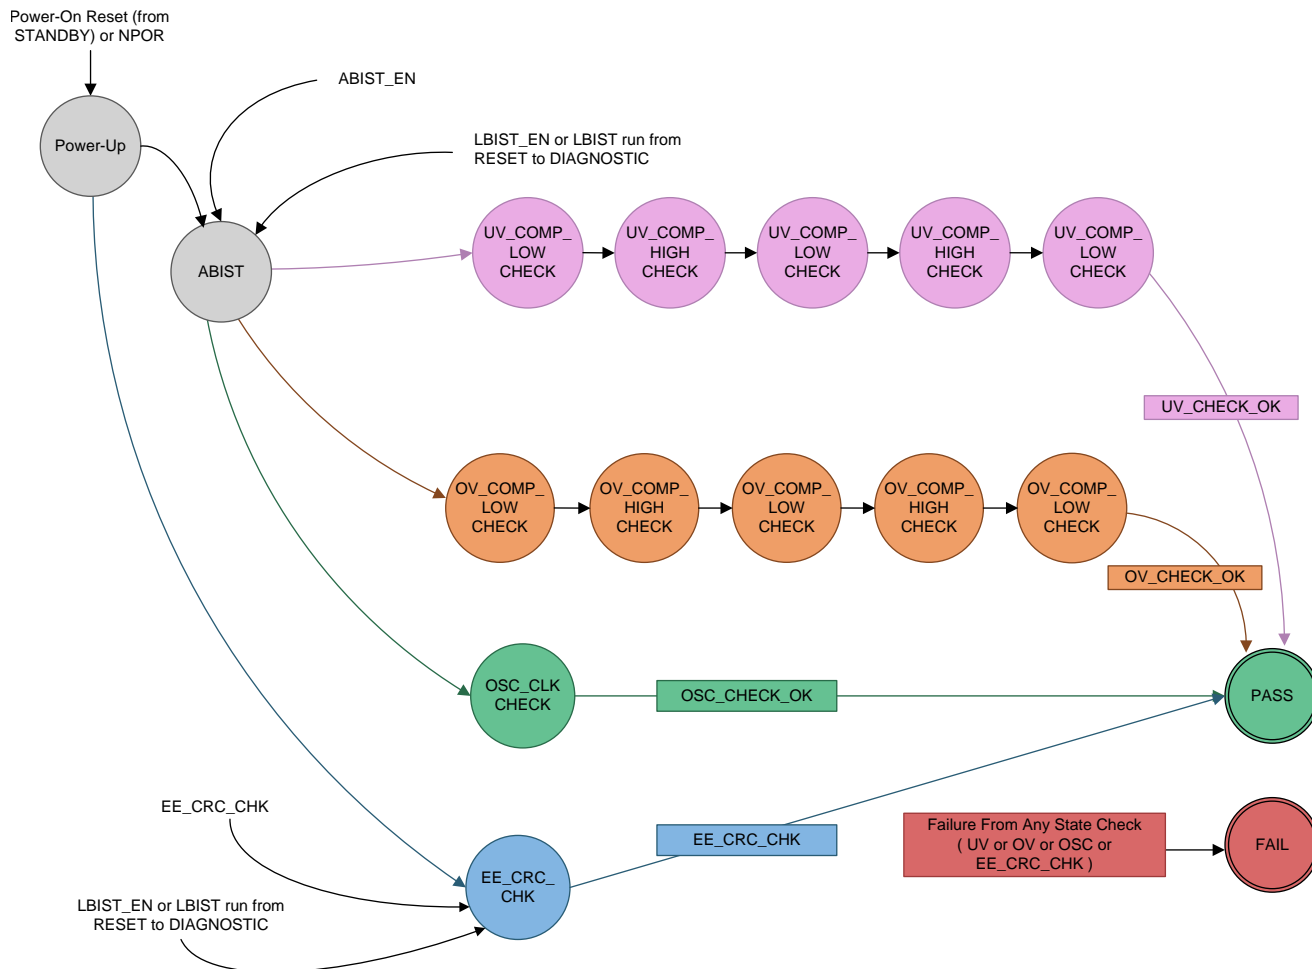 Power-On Reset (from
STANDBY) or NPOR
ABIST_EN
Power-Up
LBIST_EN or LBIST run from
RESET to DIAGNOSTIC
ABIST
UV_COMP_
LOW
CHECK
UV_COMP_
HIGH
CHECK
UV_COMP_
LOW
CHECK
UV_COMP_
HIGH
CHECK
UV_COMP_
LOW
CHECK
UV_CHECK_OK
OV_COMP_
LOW
CHECK
OV_COMP_
HIGH
CHECK
OV_COMP_
LOW
CHECK
OV_COMP_
HIGH
CHECK
OV_COMP_
LOW
CHECK
OV_CHECK_OK
OSC_CLK
CHECK
OSC_CHECK_OK
PASS
EE_CRC_CHK
EE_CRC_CHK
Failure From Any State Check
( UV or OV or OSC or
EE_CRC_CHK )
FAIL
EE_CRC_
CHK
LBIST_EN or LBIST run from
RESET to DIAGNOSTIC